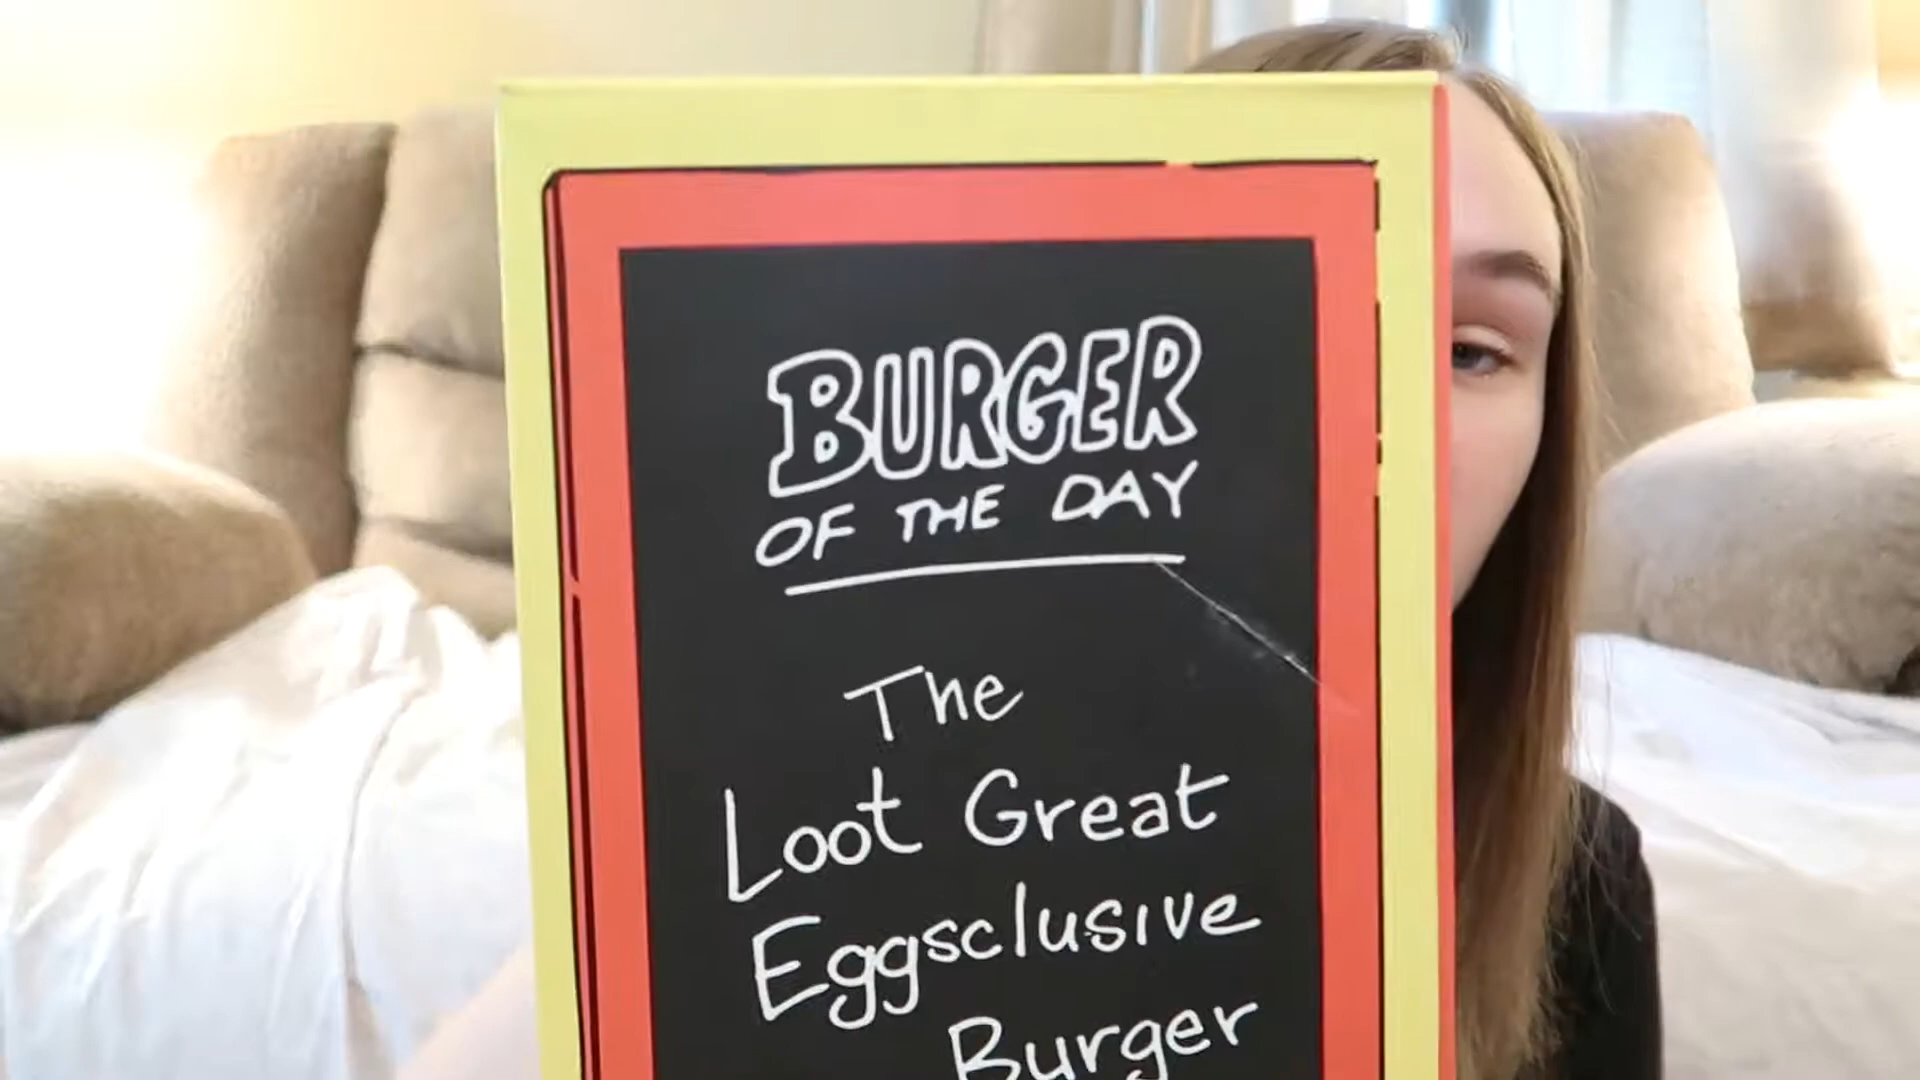 BURGER
OF THE DAY
The
Loot Great
Eggsclusive
Burger